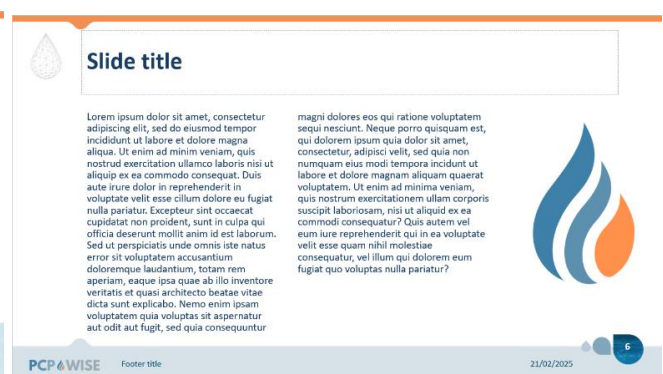 Slide title
Lorem ipsum dolor sit amet, consectetur
adipiscing elit, sed do eiusmod tempor
incididunt ut labore et dolore magna
aliqua. Ut enim ad minim veniam, quis
nostrud exercitation ullamco laboris nisi ut
aliquip ex ea commodo consequat. Duis
aute irure dolor in reprehenderit in
voluptate velit esse cillum dolore eu fugiat
nulla pariatur. Excepteur sint occaecat
cupidatat non proident, sunt in culpa qui
officia deserunt mollit anim id est laborum.
Sed ut perspiciatis unde omnis iste natus
error sit voluptatem accusantium
doloremque laudantium, totam rem
aperiam, eaque ipsa quae ab illo inventore
veritatis et quasi architecto beatae vitae
dicta sunt explicabo. Nemo enim ipsam
voluptatem quia voluptas sit aspernatur
aut odit aut fugit, sed quia consequuntur
magni dolores eos qui ratione voluptatem
sequi nesciunt. Neque porro quisquam est,
qui dolorem ipsum quia dolor sit amet,
consectetur, adipisci velit, sed quia non
numquam eius modi tempora incidunt ut
labore et dolore magnam aliquam quaerat
voluptatem. Ut enim ad minima veniam,
quis nostrum exercitationem ullam corporis
suscipit laboriosam, nisi ut aliquid ex ea
commodi consequatur? Quis autem vel
eum iure reprehenderit qui in ea voluptate
velit esse quam nihil molestiae
consequatur, vel illum qui dolorem eum
fugiat quo voluptas nulla pariatur?
6
PCPWISE
Footer title
21/02/2025